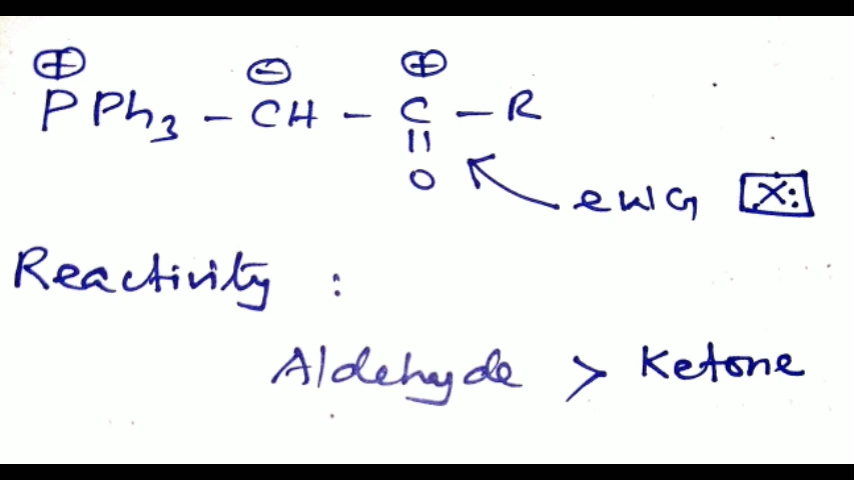 ⊕ ⊖ ⊕
PPh₃ – CH – C – R
||
O
ewG X:
Reactivity :
Aldehyde > Ketone